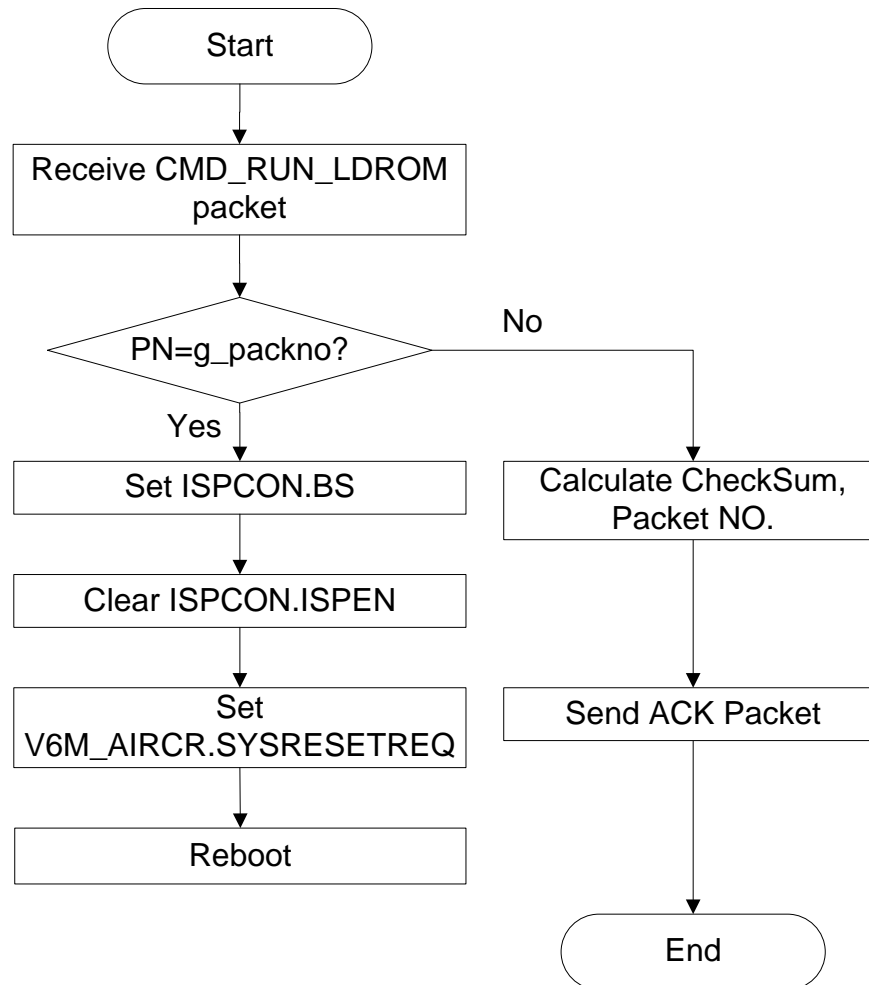 Start
Receive CMD_RUN_LDROM
packet
PN=g_packno?
No
Yes
Set ISPCON.BS
Clear ISPCON.ISPEN
Set
V6M_AIRCR.SYSRESETREQ
Reboot
Calculate CheckSum,
Packet NO.
Send ACK Packet
End